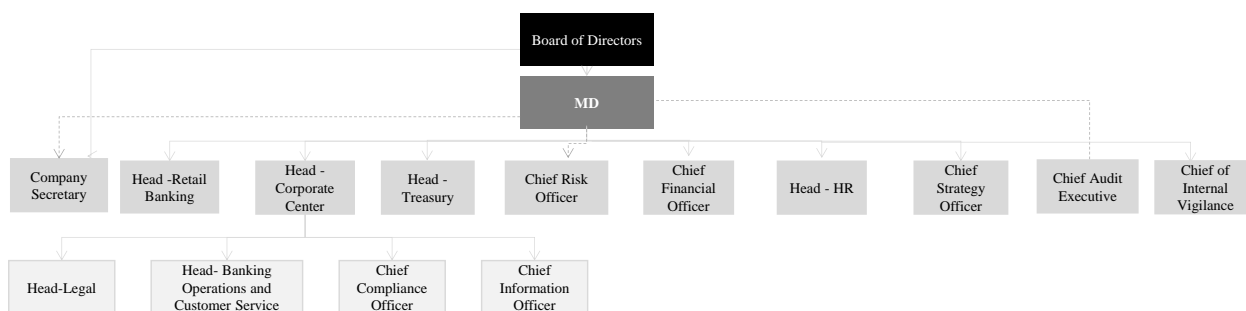 Board of Directors
MD
Company
Secretary
Head -Retail
Banking
Head -
Corporate
Center
Head -
Treasury
Chief Risk
Officer
Chief
Financial
Officer
Head - HR
Chief
Strategy
Officer
Chief Audit
Executive
Chief of
Internal
Vigilance
Head-Legal
Head- Banking
Operations and
Customer Service
Chief
Compliance
Officer
Chief
Information
Officer